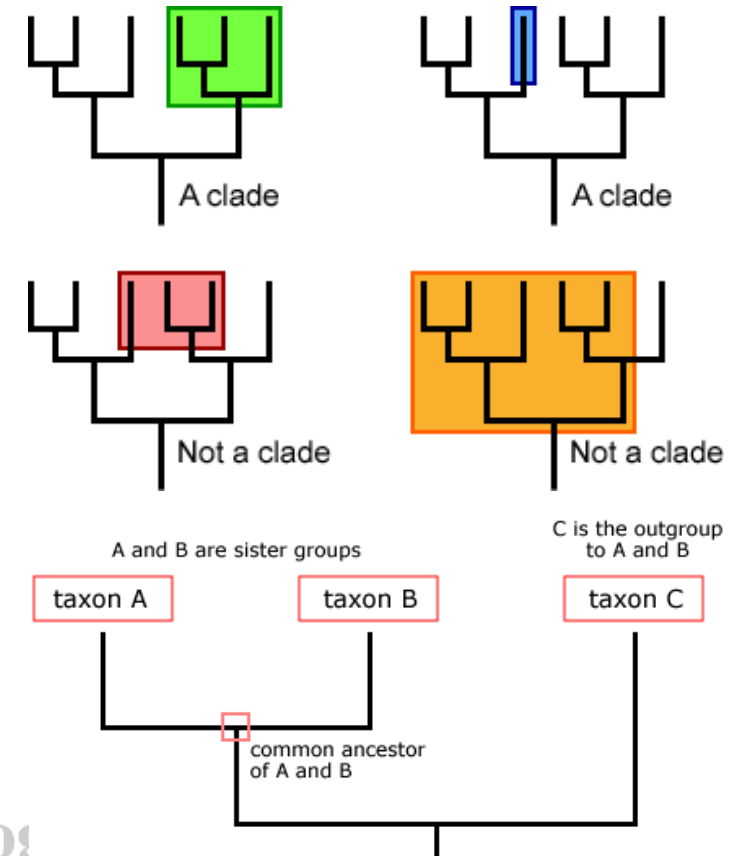 A clade
A clade
Not a clade
Not a clade
A and B are sister groups
C is the outgroup
to A and B
taxon A
taxon B
taxon C
common ancestor
of A and B